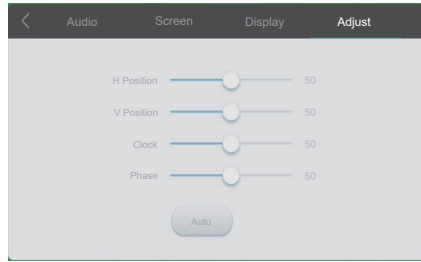 Audio Screen Display Adjust
H Position 50
V Position 50
Clock 50
Phase 50
Auto